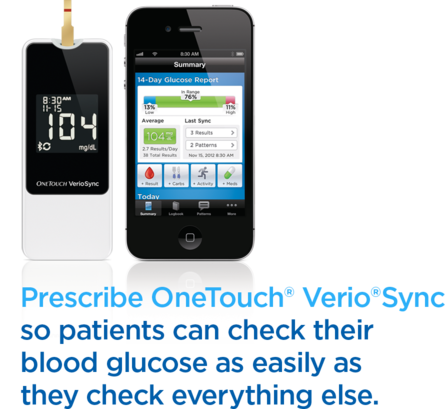 8:30 AM
11-15
104
mg/dL
ONETOUCH VerioSync
8:30 AM
Summary
14-Day Glucose Report
In Range
76%
13%
Low
11%
High
Average
Last Sync
104
3 Results
2.7 Results/Day
2 Patterns
38 Total Results
Nov 15, 2012 8:30 AM
+ Result
+ Carbs
+ Activity
+ Meds
Today
Summary
Logbook
Patterns
More
Prescribe OneTouch® Verio®Sync
so patients can check their
blood glucose as easily as
they check everything else.